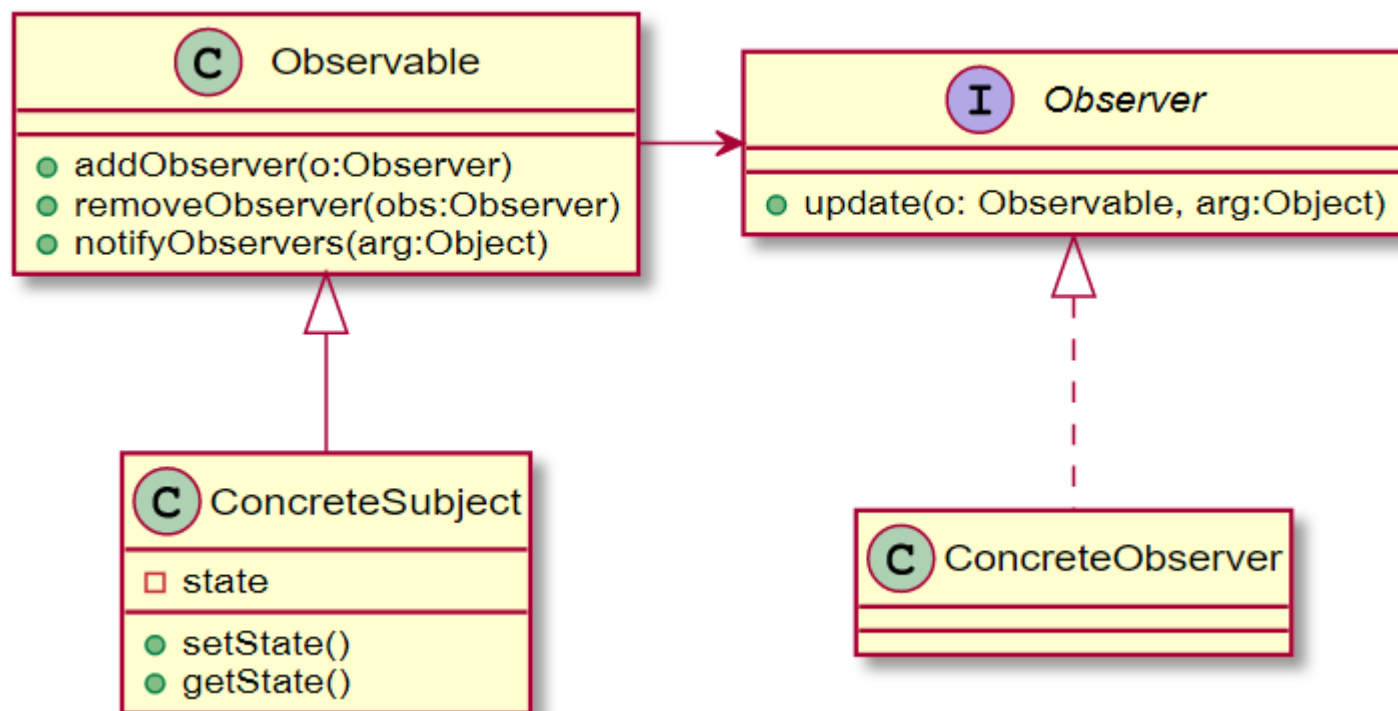 C Observable
addObserver(o:Observer)
removeObserver(obs:Observer)
notifyObservers(arg:Object)
I Observer
update(o: Observable, arg:Object)
C ConcreteSubject
state
setState()
getState()
C ConcreteObserver